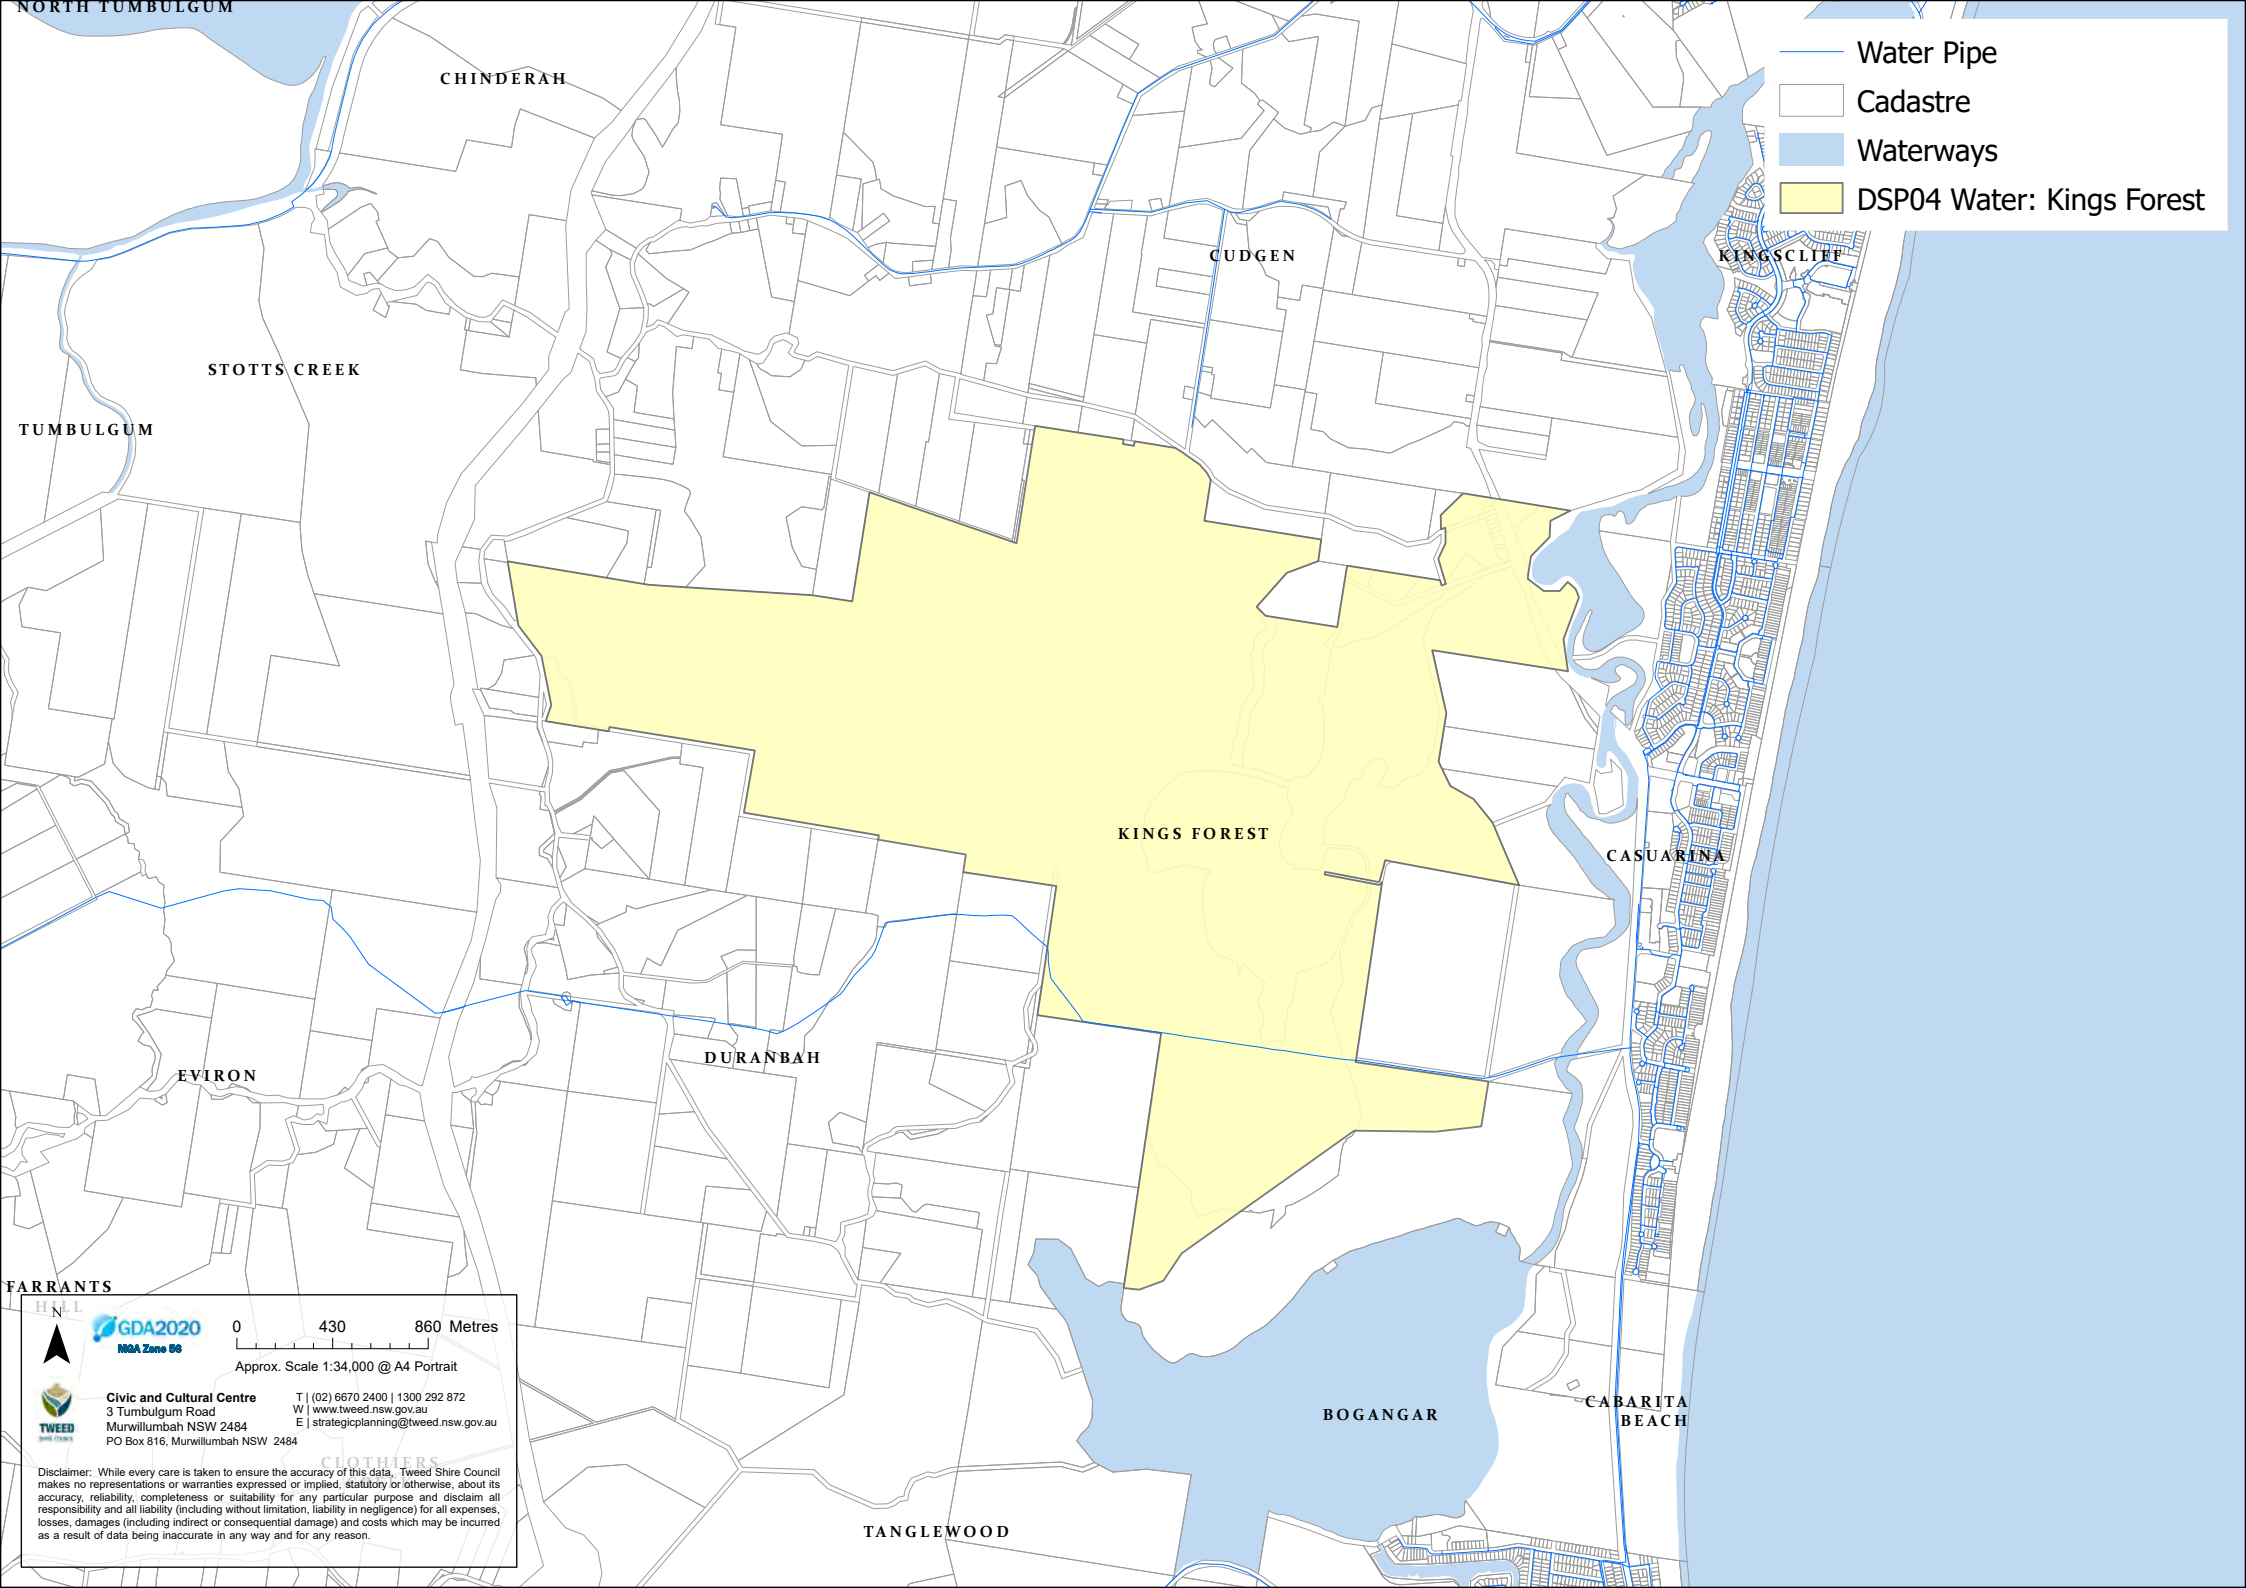 NORTH TUMBULGUM
CHINDERAH
Water Pipe
Cadastre
Waterways
DSP04 Water: Kings Forest
CUDGEN
KINGSCLIFF
STOTTS CREEK
TUMBULGUM
KINGS FOREST
CASUARINA
DURANBAH
EVIRON
FARRANTS
HILL
BOGANGAR
CABARITA
BEACH
TANGLEWOOD
CLOTHIERS
N
GDA2020
MGA Zone 56
0 430 860 Metres
Approx. Scale 1:34,000 @ A4 Portrait
TWEED
Civic and Cultural Centre
3 Tumbulgum Road
Murwillumbah NSW 2484
PO Box 816, Murwillumbah NSW 2484
T | (02) 6670 2400 | 1300 292 872
W | www.tweed.nsw.gov.au
E | strategicplanning@tweed.nsw.gov.au
Disclaimer: While every care is taken to ensure the accuracy of this data, Tweed Shire Council
makes no representations or warranties expressed or implied, statutory or otherwise, about its
accuracy, reliability, completeness or suitability for any particular purpose and disclaim all
responsibility and all liability (including without limitation, liability in negligence) for all expenses,
losses, damages (including indirect or consequential damage) and costs which may be incurred
as a result of data being inaccurate in any way and for any reason.